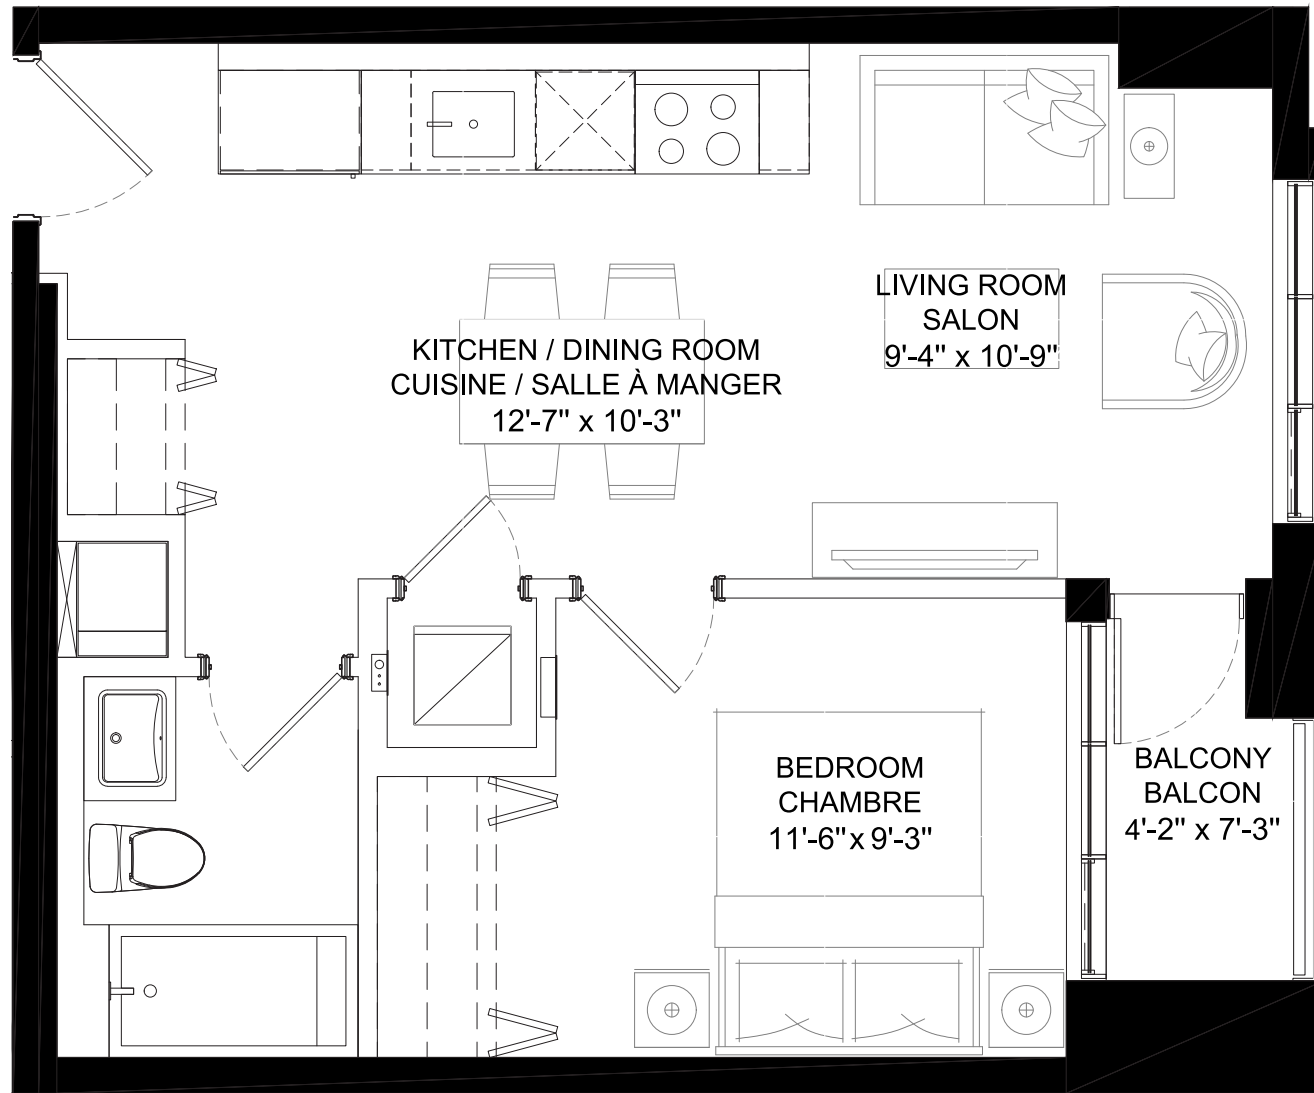 LIVING ROOM
SALON
9'-4" x 10'-9"
KITCHEN / DINING ROOM
CUISINE / SALLE À MANGER
12'-7" x 10'-3"
BEDROOM
CHAMBRE
11'-6" x 9'-3"
BALCONY
BALCON
4'-2" x 7'-3"